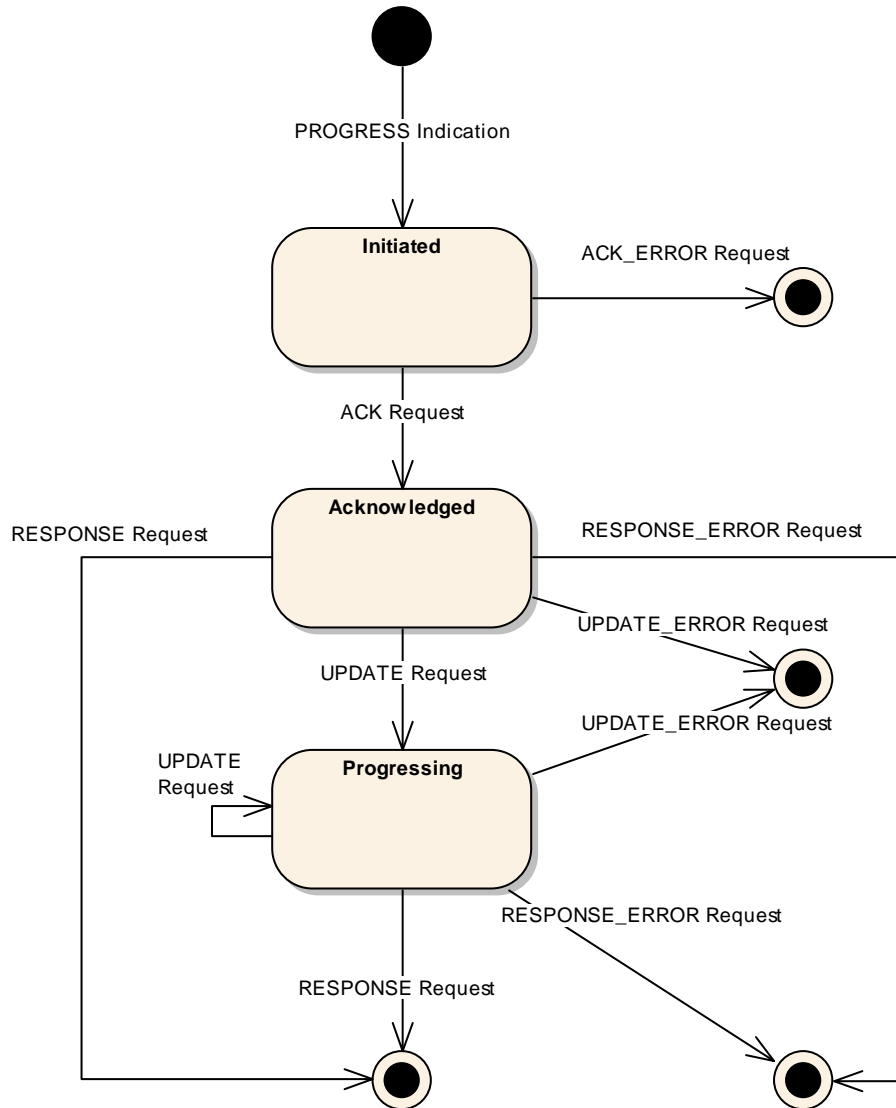 PROGRESS Indication
Initiated
ACK_ERROR Request
ACK Request
Acknowledged
RESPONSE Request
RESPONSE_ERROR Request
UPDATE_ERROR Request
UPDATE Request
UPDATE_ERROR Request
UPDATE
Request
Progressing
RESPONSE_ERROR Request
RESPONSE Request